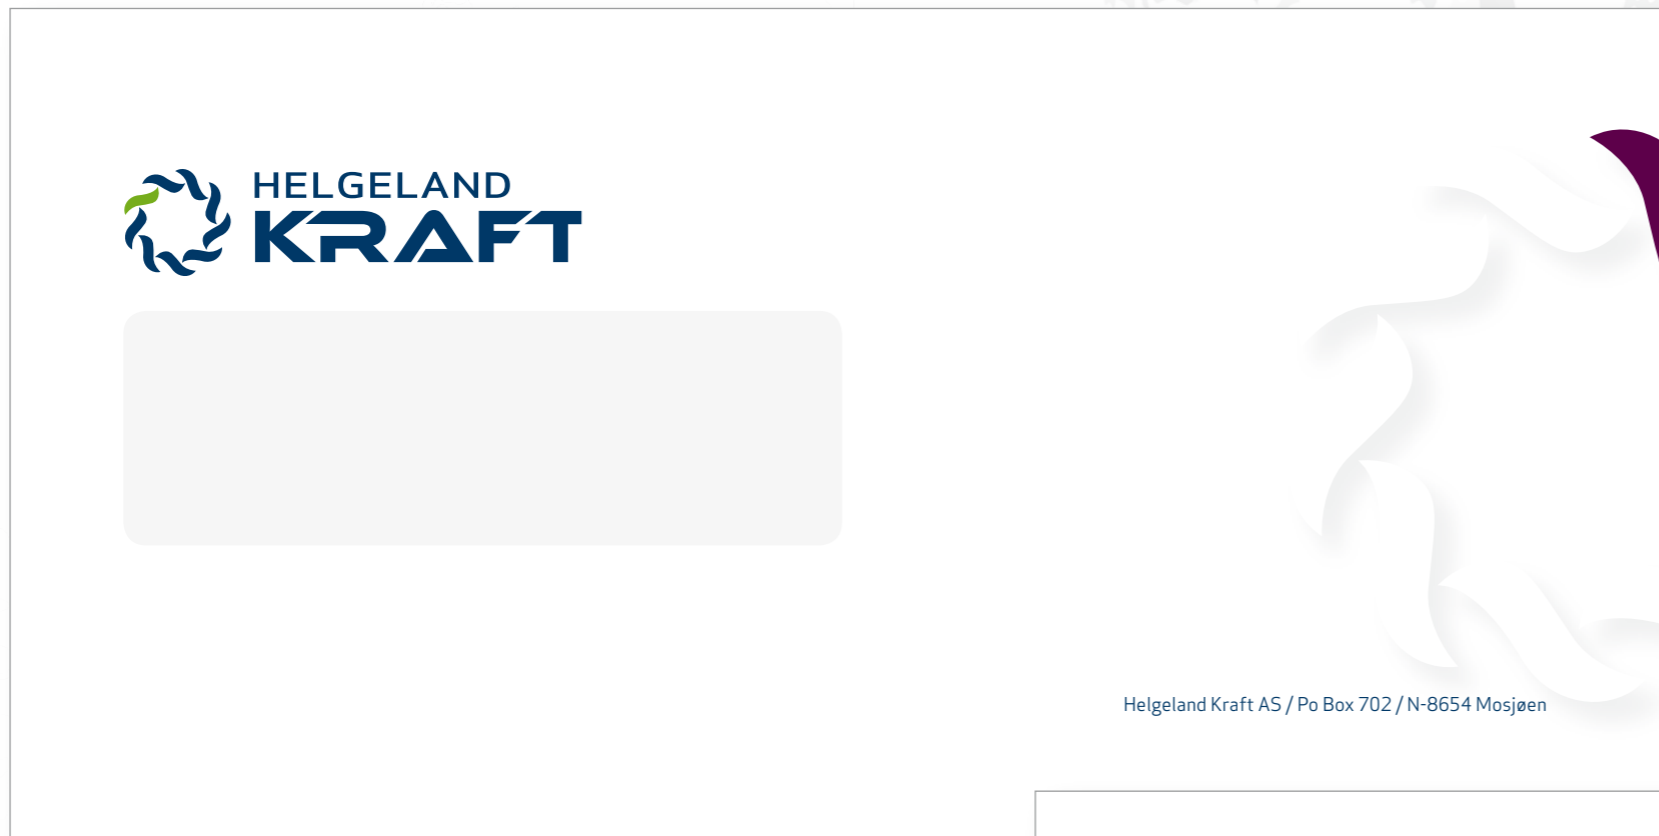 HELGELAND
KRAFT
Helgeland Kraft AS / Po Box 702 / N-8654 Mosjøen